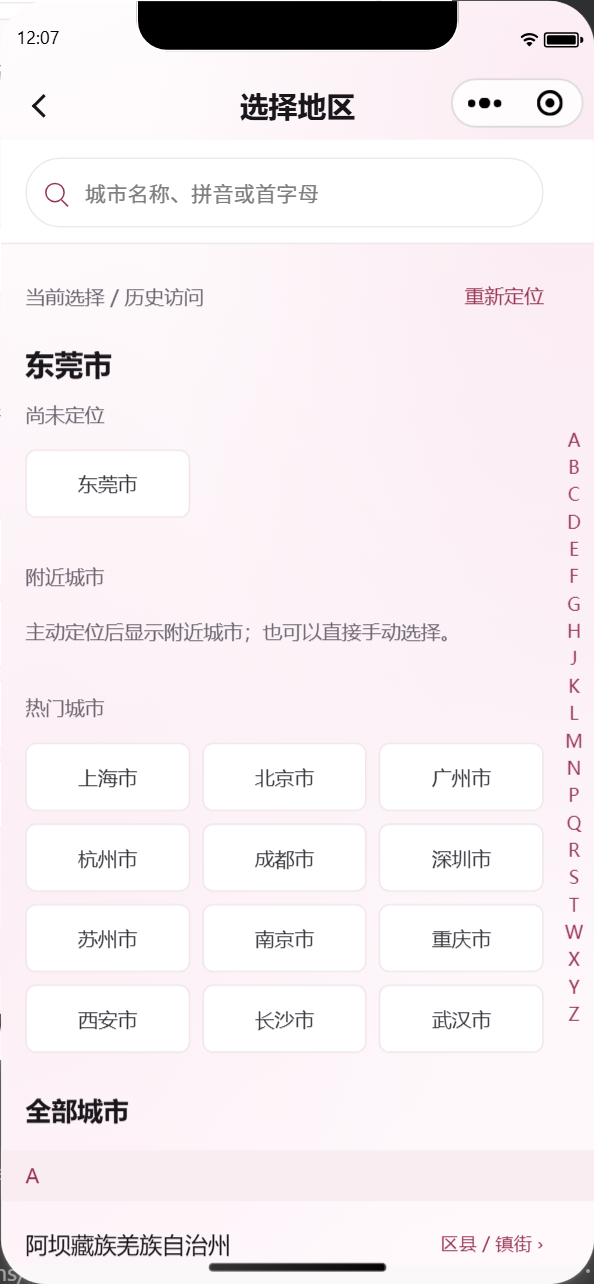 12:07
选择地区
城市名称、拼音或首字母
当前选择 / 历史访问 重新定位
东莞市
尚未定位
东莞市
附近城市
主动定位后显示附近城市；也可以直接手动选择。
热门城市
上海市 北京市 广州市
杭州市 成都市 深圳市
苏州市 南京市 重庆市
西安市 长沙市 武汉市
全部城市
A
阿坝藏族羌族自治州 区县 / 镇街 ›
A
B
C
D
E
F
G
H
J
K
L
M
N
P
Q
R
S
T
W
X
Y
Z